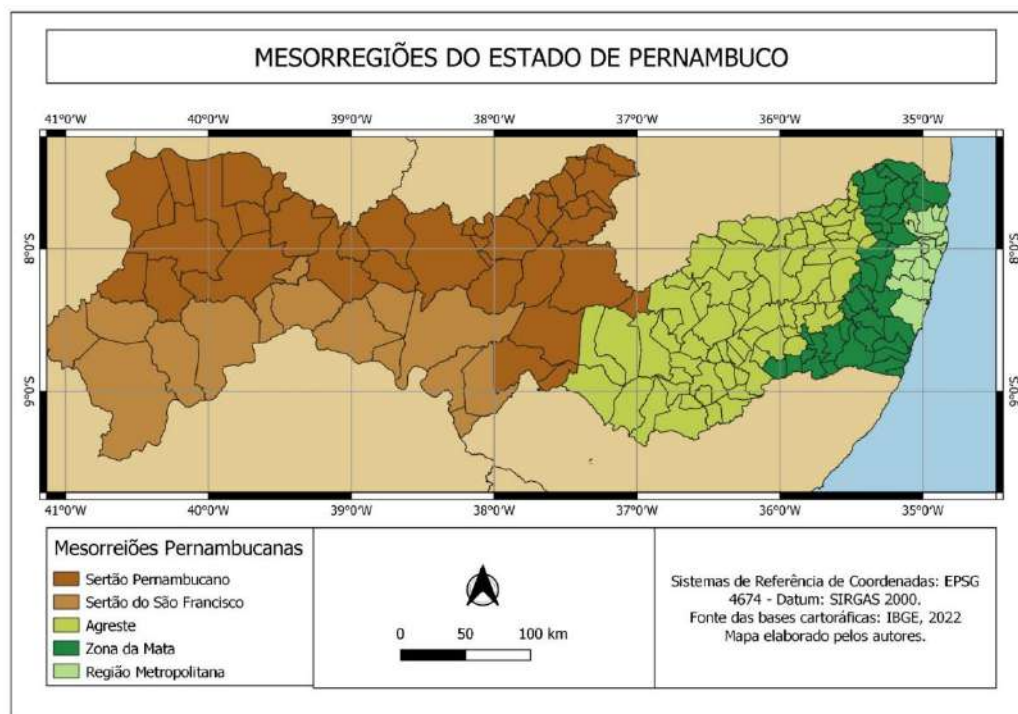 MESORREGIÕES DO ESTADO DE PERNAMBUCO
41°0'W 40°0'W 39°0'W 38°0'W 37°0'W 36°0'W 35°0'W
8°0'S 8°0'S
9°0'S 9°0'S
41°0'W 40°0'W 39°0'W 38°0'W 37°0'W 36°0'W 35°0'W
Mesorreiões Pernambucanas
Sertão Pernambucano
Sertão do São Francisco
Agreste
Zona da Mata
Região Metropolitana
0 50 100 km
Sistemas de Referência de Coordenadas: EPSG
4674 - Datum: SIRGAS 2000.
Fonte das bases cartoráficas: IBGE, 2022
Mapa elaborado pelos autores.